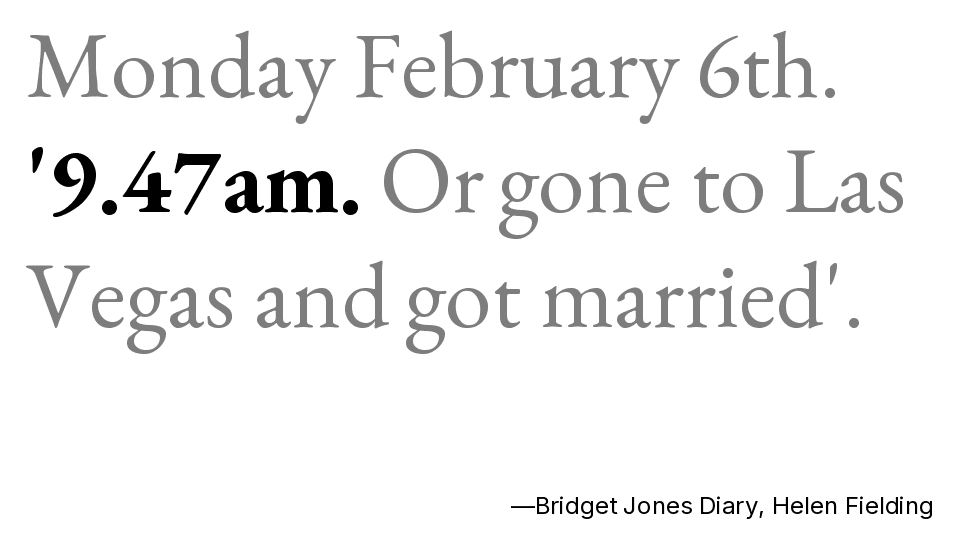 Monday February 6th.
'9.47am. Or gone to Las
Vegas and got married'.
—Bridget Jones Diary, Helen Fielding